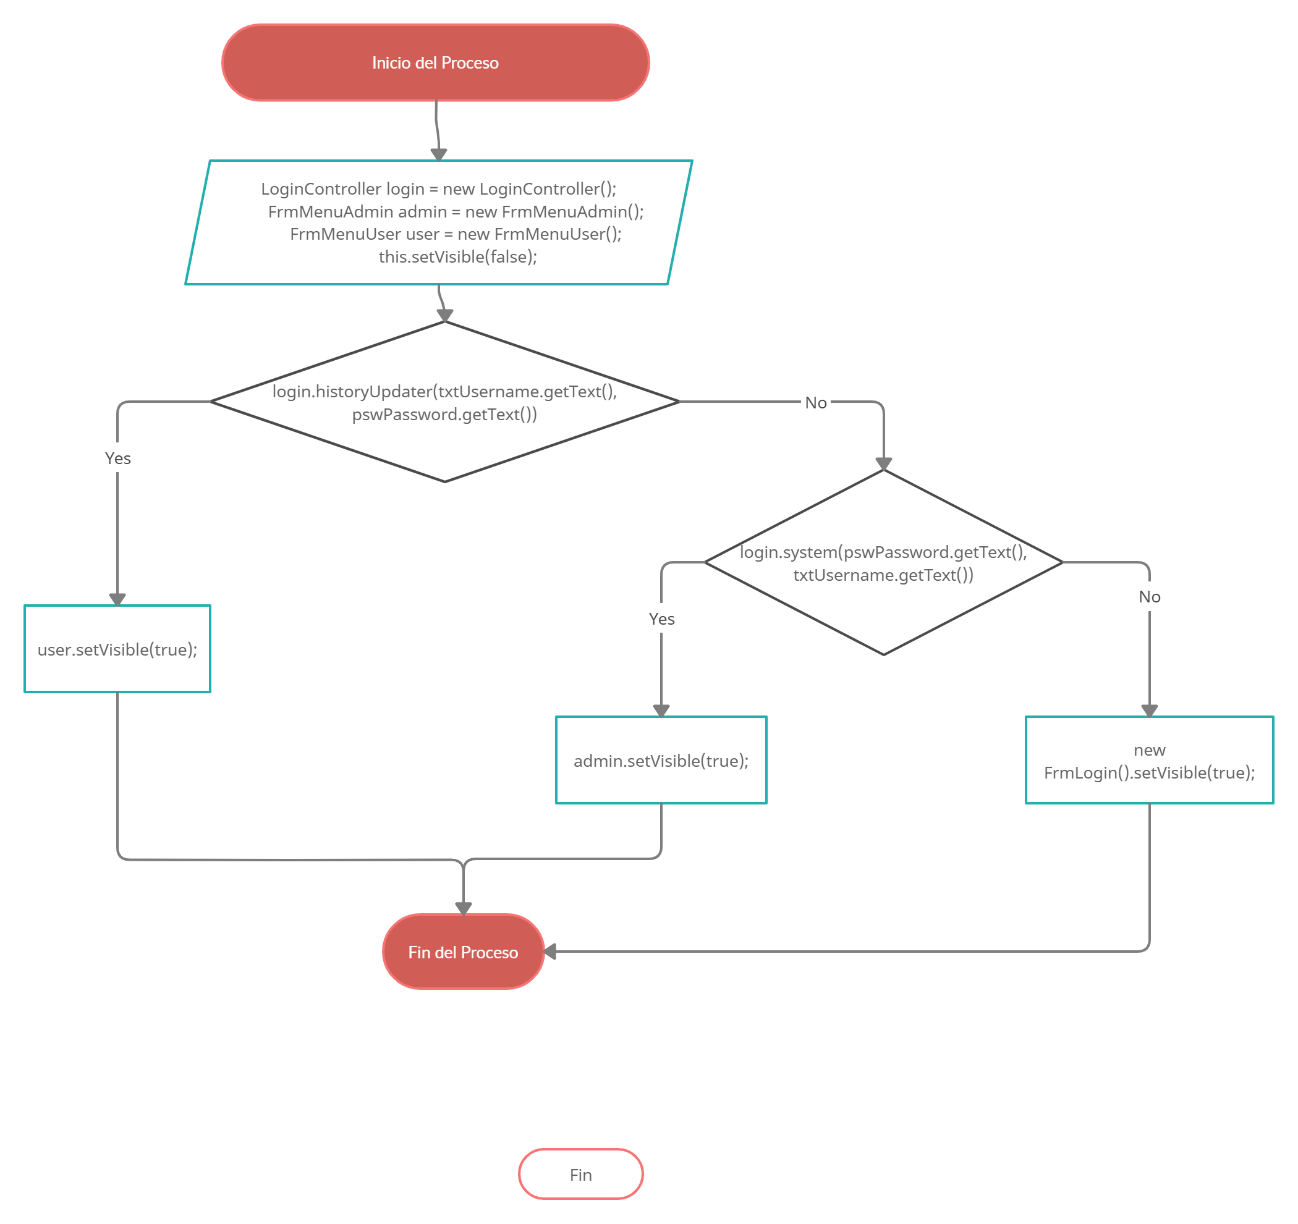 Inicio del Proceso
LoginController login = new LoginController();
FrmMenuAdmin admin = new FrmMenuAdmin();
FrmMenuUser user = new FrmMenuUser();
this.setVisible(false);
login.historyUpdater(txtUsername.getText(),
pswPassword.getText())
Yes
No
login.system(pswPassword.getText(),
txtUsername.getText())
Yes
No
user.setVisible(true);
admin.setVisible(true);
new
FrmLogin().setVisible(true);
Fin del Proceso
Fin